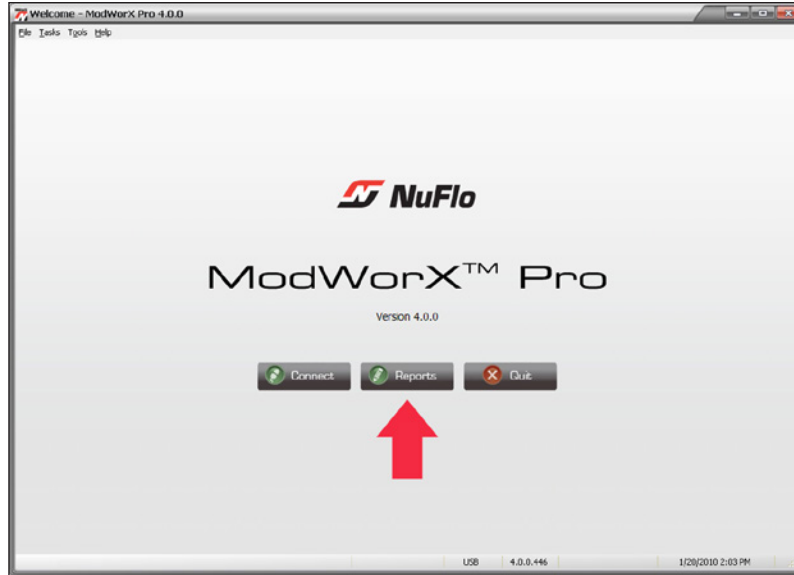 Welcome - ModWorX Pro 4.0.0
File Tasks Tools Help
NuFlo
ModWorX™ Pro
Version 4.0.0
Connect Reports Quit
USB 4.0.0.446 1/20/2010 2:03 PM